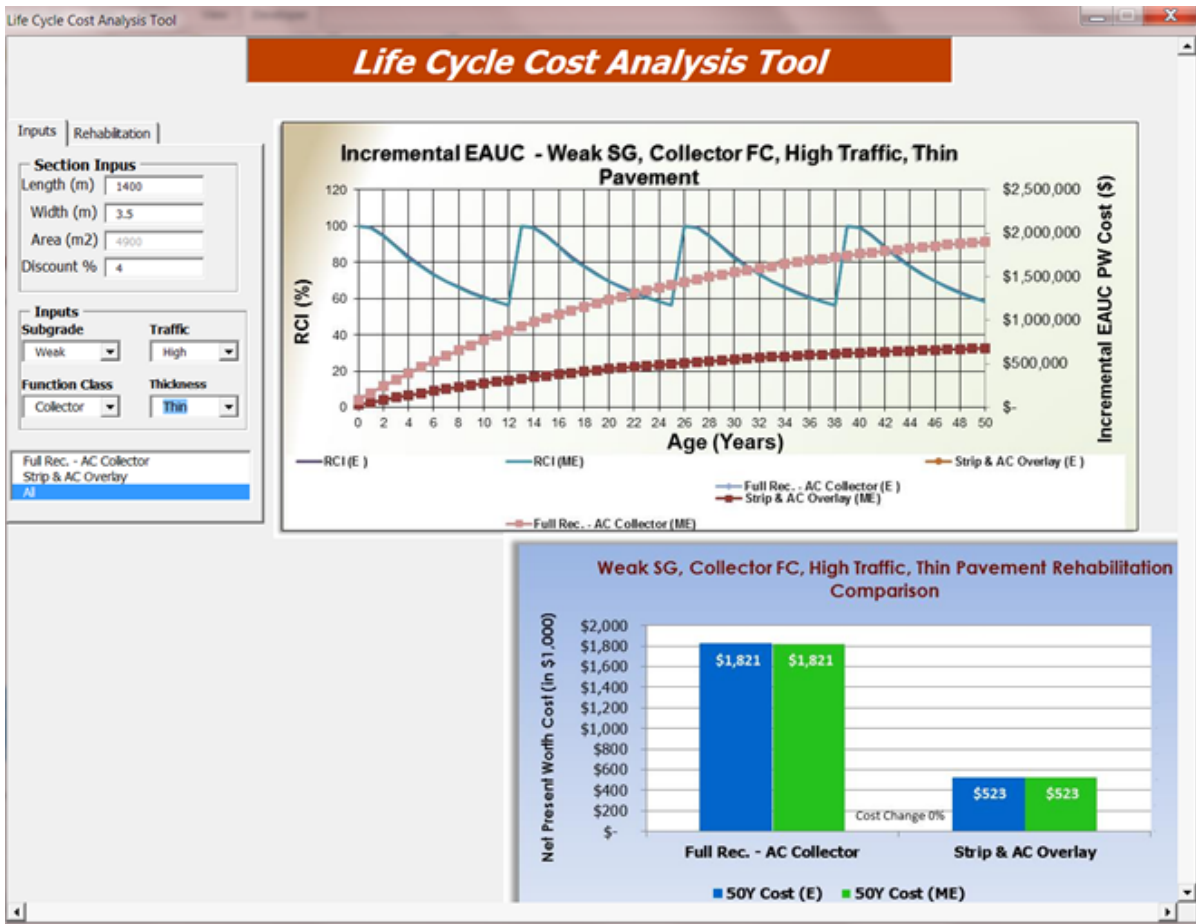 Life Cycle Cost Analysis Tool
Life Cycle Cost Analysis Tool
Inputs
Rehabilitation
Section Inpus
Length (m) 1400
Width (m) 3.5
Area (m2) 4900
Discount % 4
Inputs
Subgrade Traffic
Weak High
Function Class Thickness
Collector Thin
Full Rec. - AC Collector
Strip & AC Overlay
All
Incremental EAUC - Weak SG, Collector FC, High Traffic, Thin
Pavement
RCI (%)
120
100
80
60
40
20
0
$2,500,000
$2,000,000
$1,500,000
$1,000,000
$500,000
$-
Incremental EAUC PW Cost ($)
0 2 4 6 8 10 12 14 16 18 20 22 24 26 28 30 32 34 36 38 40 42 44 46 48 50
Age (Years)
RCI (E )
RCI (ME)
Strip & AC Overlay (E )
Full Rec. - AC Collector (E )
Strip & AC Overlay (ME)
Full Rec. - AC Collector (ME)
Weak SG, Collector FC, High Traffic, Thin Pavement Rehabilitation
Comparison
Net Present Worth Cost (in $1,000)
$2,000
$1,800
$1,600
$1,400
$1,200
$1,000
$800
$600
$400
$200
$-
$1,821 $1,821
$523 $523
Cost Change 0%
Full Rec. - AC Collector Strip & AC Overlay
50Y Cost (E) 50Y Cost (ME)